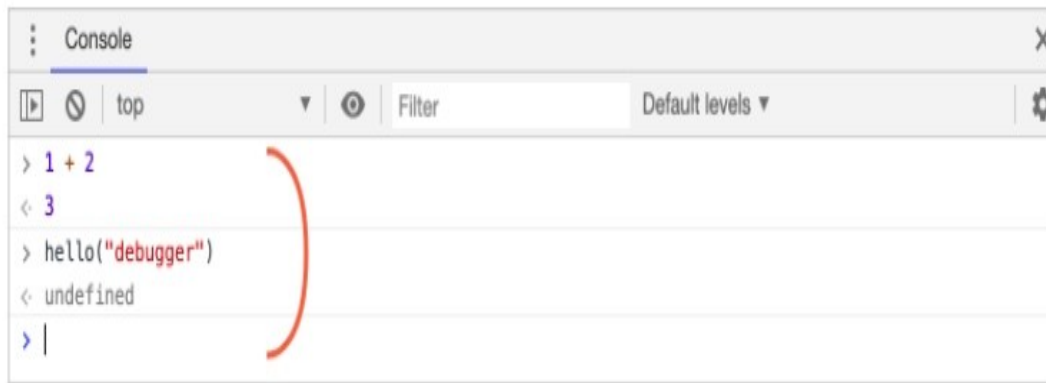 Console
top Filter Default levels
> 1 + 2
3
> hello("debugger")
undefined
>